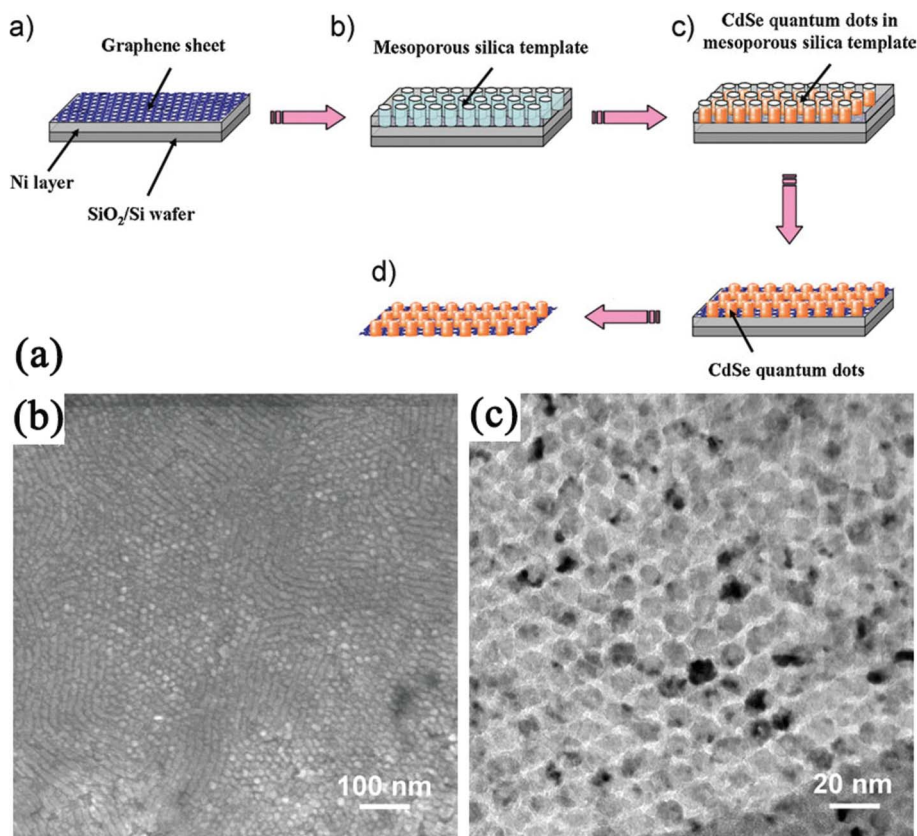 a)
Graphene sheet
Ni layer
SiO₂/Si wafer
b)
Mesoporous silica template
c)
CdSe quantum dots in
mesoporous silica template
d)
CdSe quantum dots
(a)
(b)
100 nm
(c)
20 nm